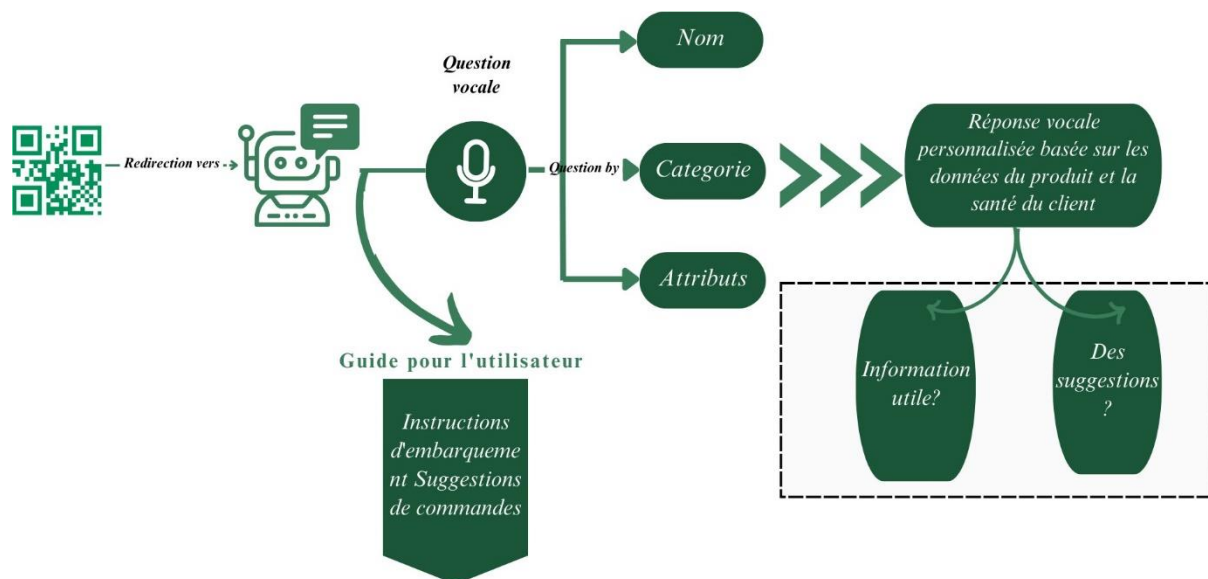 Redirection vers
Question
vocale
Question by
Nom
Categorie
Attributs
Réponse vocale
personnalisée basée sur les
données du produit et la
santé du client
Information
utile?
Des
suggestions
?
Guide pour l'utilisateur
Instructions
d'embarqueme
nt Suggestions
de commandes